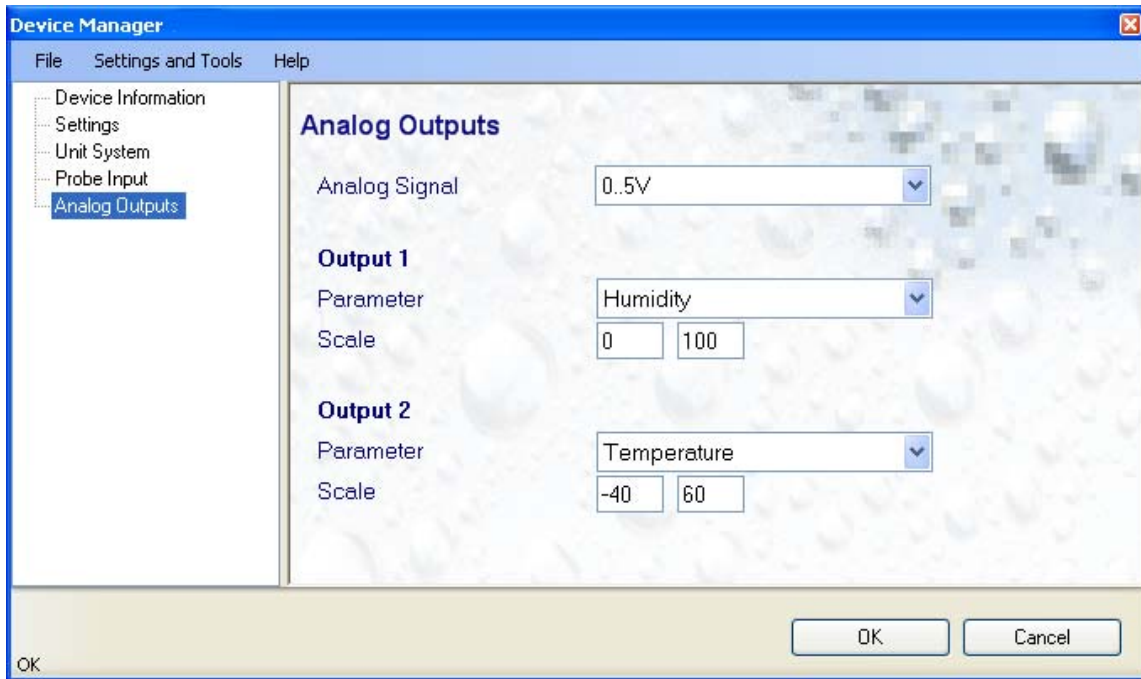 Device Manager
File Settings and Tools Help
Device Information
Settings
Unit System
Probe Input
Analog Outputs
Analog Outputs
Analog Signal 0..5V
Output 1
Parameter Humidity
Scale 0 100
Output 2
Parameter Temperature
Scale -40 60
OK Cancel
OK